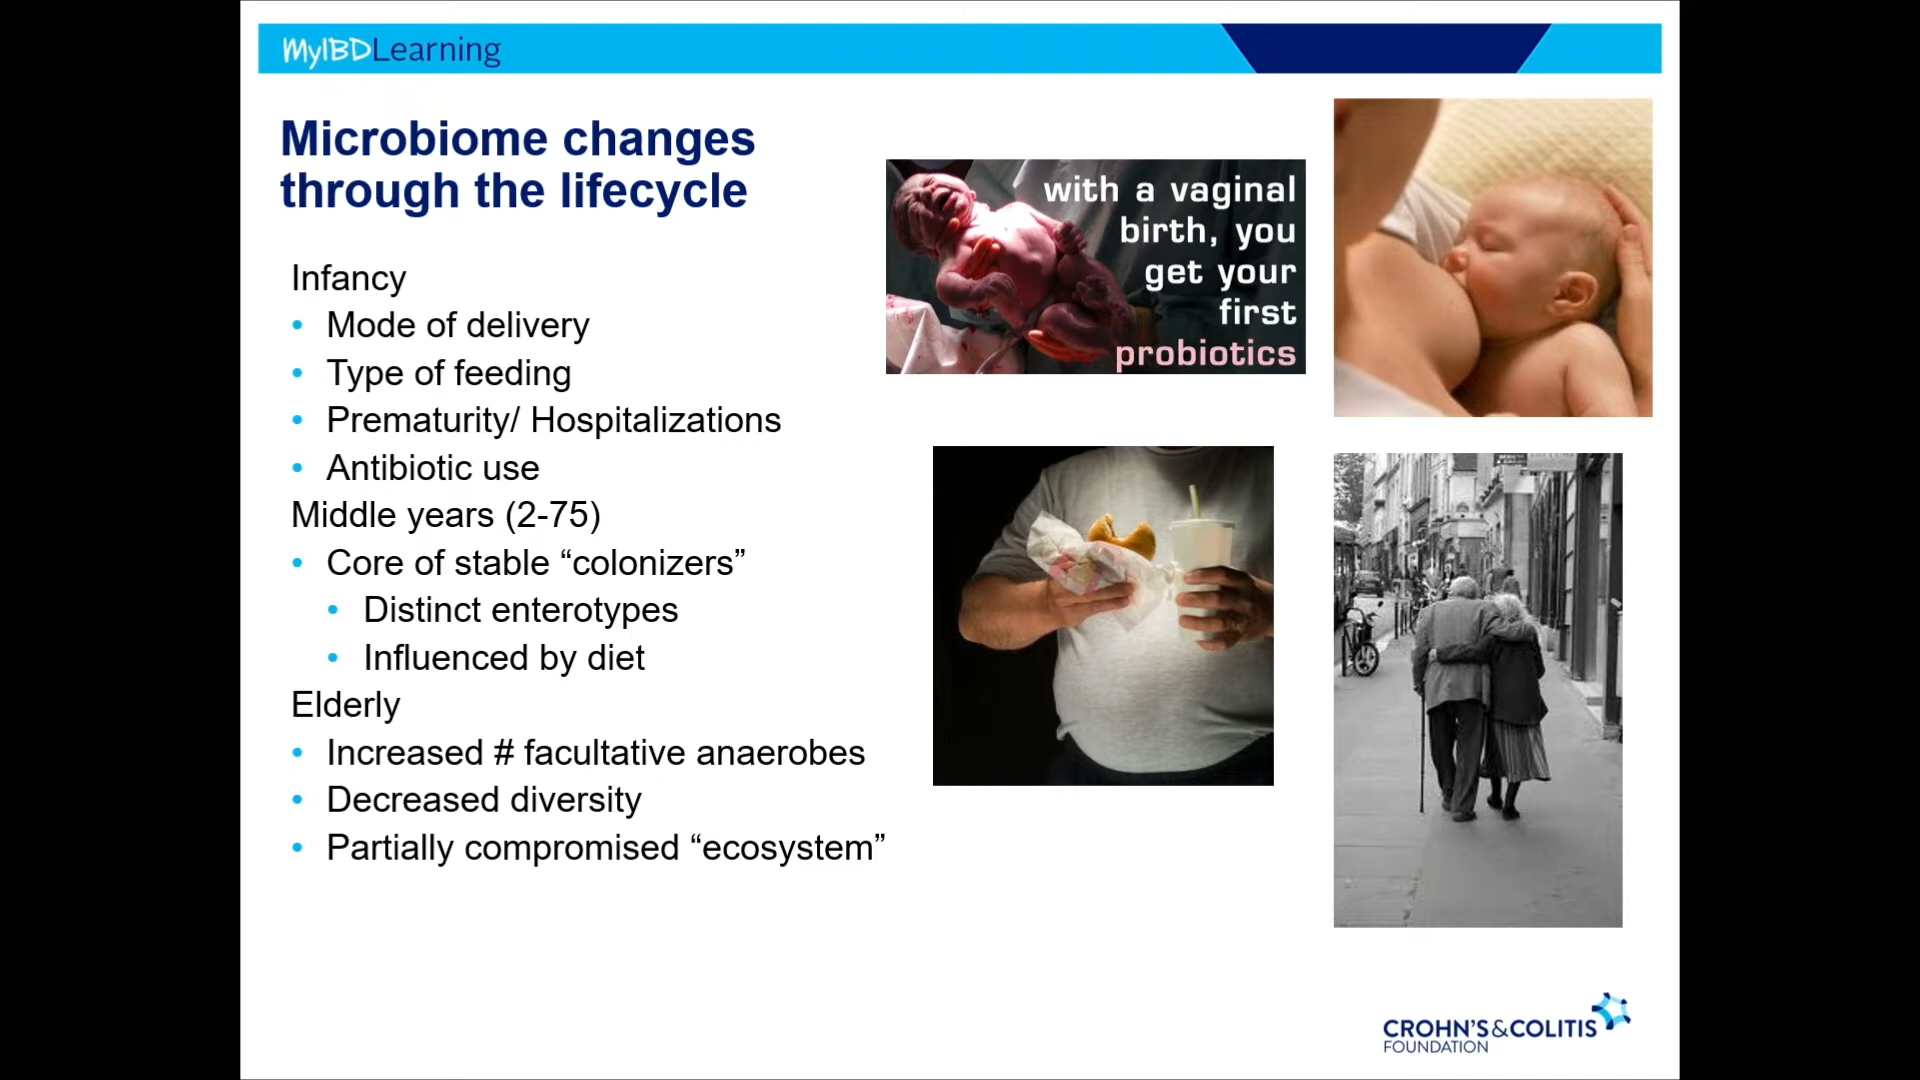 MyIBDLearning
Microbiome changes
through the lifecycle
Infancy
• Mode of delivery
• Type of feeding
• Prematurity/ Hospitalizations
• Antibiotic use
Middle years (2-75)
• Core of stable “colonizers”
• Distinct enterotypes
• Influenced by diet
Elderly
• Increased # facultative anaerobes
• Decreased diversity
• Partially compromised “ecosystem”
with a vaginal
birth, you
get your
first
probiotics
CROHN'S&COLITIS
FOUNDATION